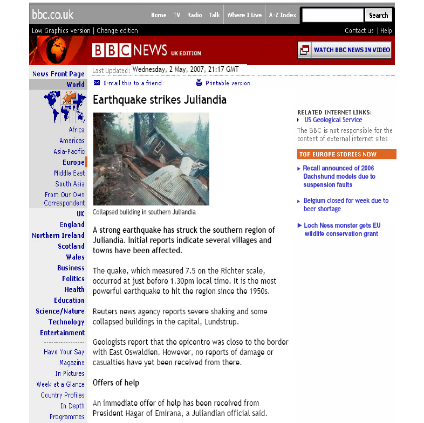 bbc.co.uk
Home TV Radio Talk Where I Live A-Z Index Search
Low Graphics version | Change edition
Contact us | Help
BBC NEWS UK EDITION
WATCH BBC NEWS IN VIDEO
News Front Page
World
Africa
Americas
Asia-Pacific
Europe
Middle East
South Asia
From Our Own
Correspondent
UK
England
Northern Ireland
Scotland
Wales
Business
Politics
Health
Education
Science/Nature
Technology
Entertainment
Have Your Say
Magazine
In Pictures
Week at a Glance
Country Profiles
In Depth
Programmes
Last Updated: Wednesday, 2 May, 2007, 21:17 GMT
E-mail this to a friend Printable version
Earthquake strikes Juliandia
Collapsed building in southern Juliandia
A strong earthquake has struck the southern region of
Juliandia. Initial reports indicate several villages and
towns have been affected.
The quake, which measured 7.5 on the Richter scale,
occurred at just before 1.30pm local time. It is the most
powerful earthquake to hit the region since the 1950s.
Reuters news agency reports severe shaking and some
collapsed buildings in the capital, Lundstrup.
Geologists report that the epicentre was close to the border
with East Oswaldien. However, no reports of damage or
casualties have yet been received from there.
Offers of help
An immediate offer of help has been received from
President Hagar of Emirana, a Juliandian official said.
RELATED INTERNET LINKS:
US Geological Service
The BBC is not responsible for the
content of external internet sites
TOP EUROPE STORIES NOW
Recall announced of 2006
Dachshund models due to
suspension faults
Belgium closed for week due to
beer shortage
Loch Ness monster gets EU
wildlife conservation grant